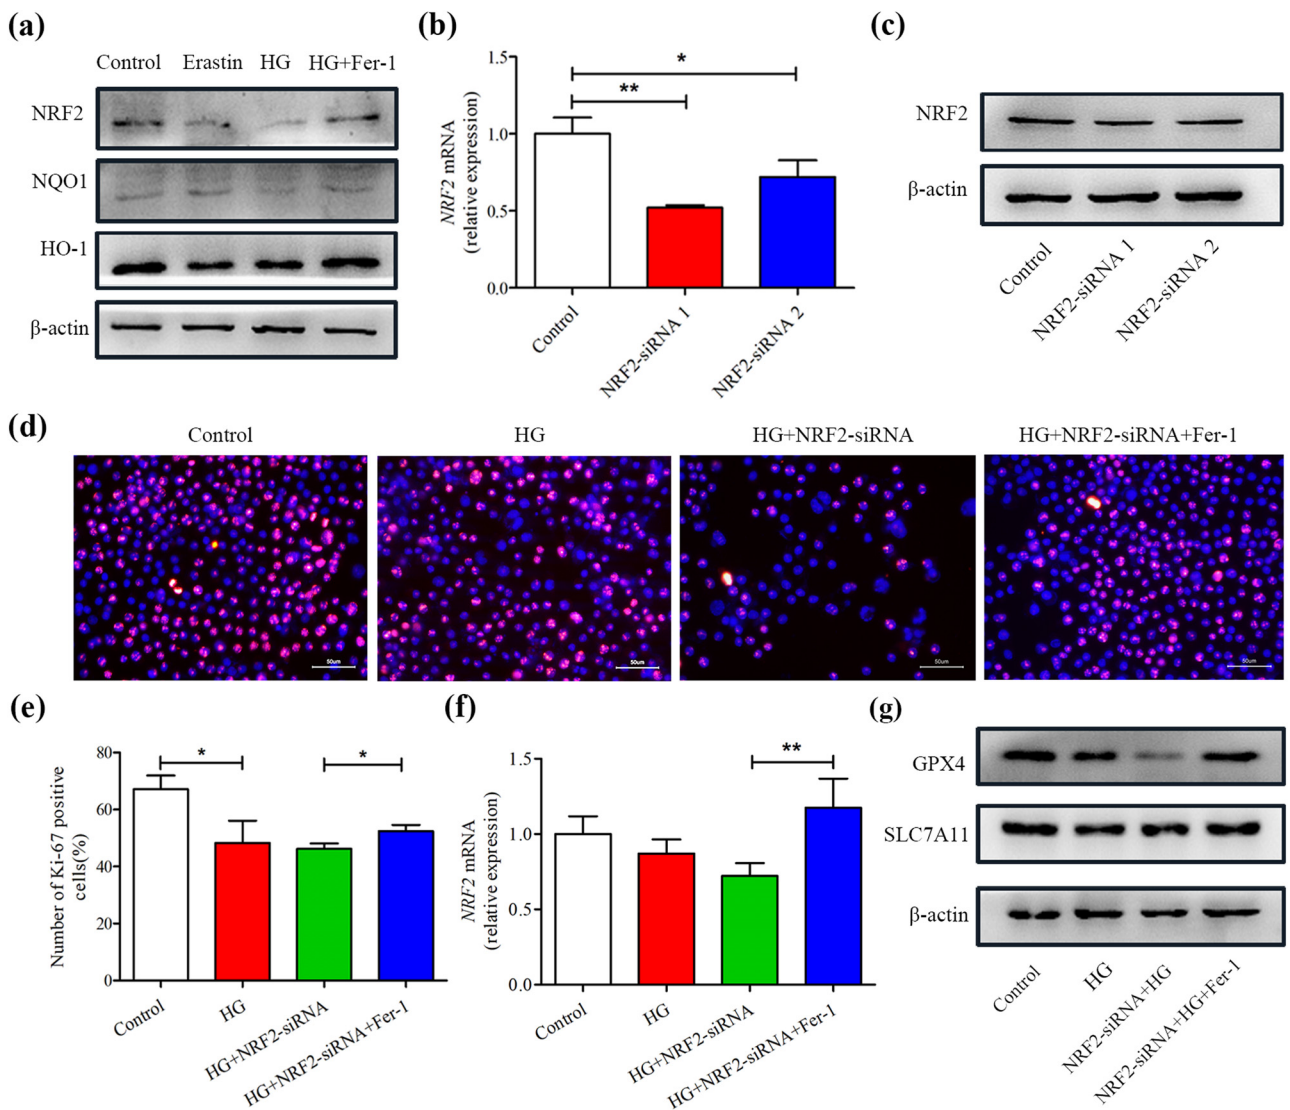 (a)
Control Erastin HG HG+Fer-1
NRF2
NQO1
HO-1
β-actin
(b)
NRF2 mRNA
(relative expression)
1.5
1.0
0.5
0.0
*
**
Control
NRF2-siRNA 1
NRF2-siRNA 2
(c)
NRF2
β-actin
Control
NRF2-siRNA 1
NRF2-siRNA 2
(d)
Control
HG
HG+NRF2-siRNA
HG+NRF2-siRNA+Fer-1
50um
50um
50um
50um
(e)
Number of Ki-67 positive
cells(%)
80
60
40
20
0
*
*
Control
HG
HG+NRF2-siRNA
HG+NRF2-siRNA+Fer-1
(f)
NRF2 mRNA
(relative expression)
1.5
1.0
0.5
0.0
**
Control
HG
HG+NRF2-siRNA
HG+NRF2-siRNA+Fer-1
(g)
GPX4
SLC7A11
β-actin
Control
HG
NRF2-siRNA+HG
NRF2-siRNA+HG+Fer-1